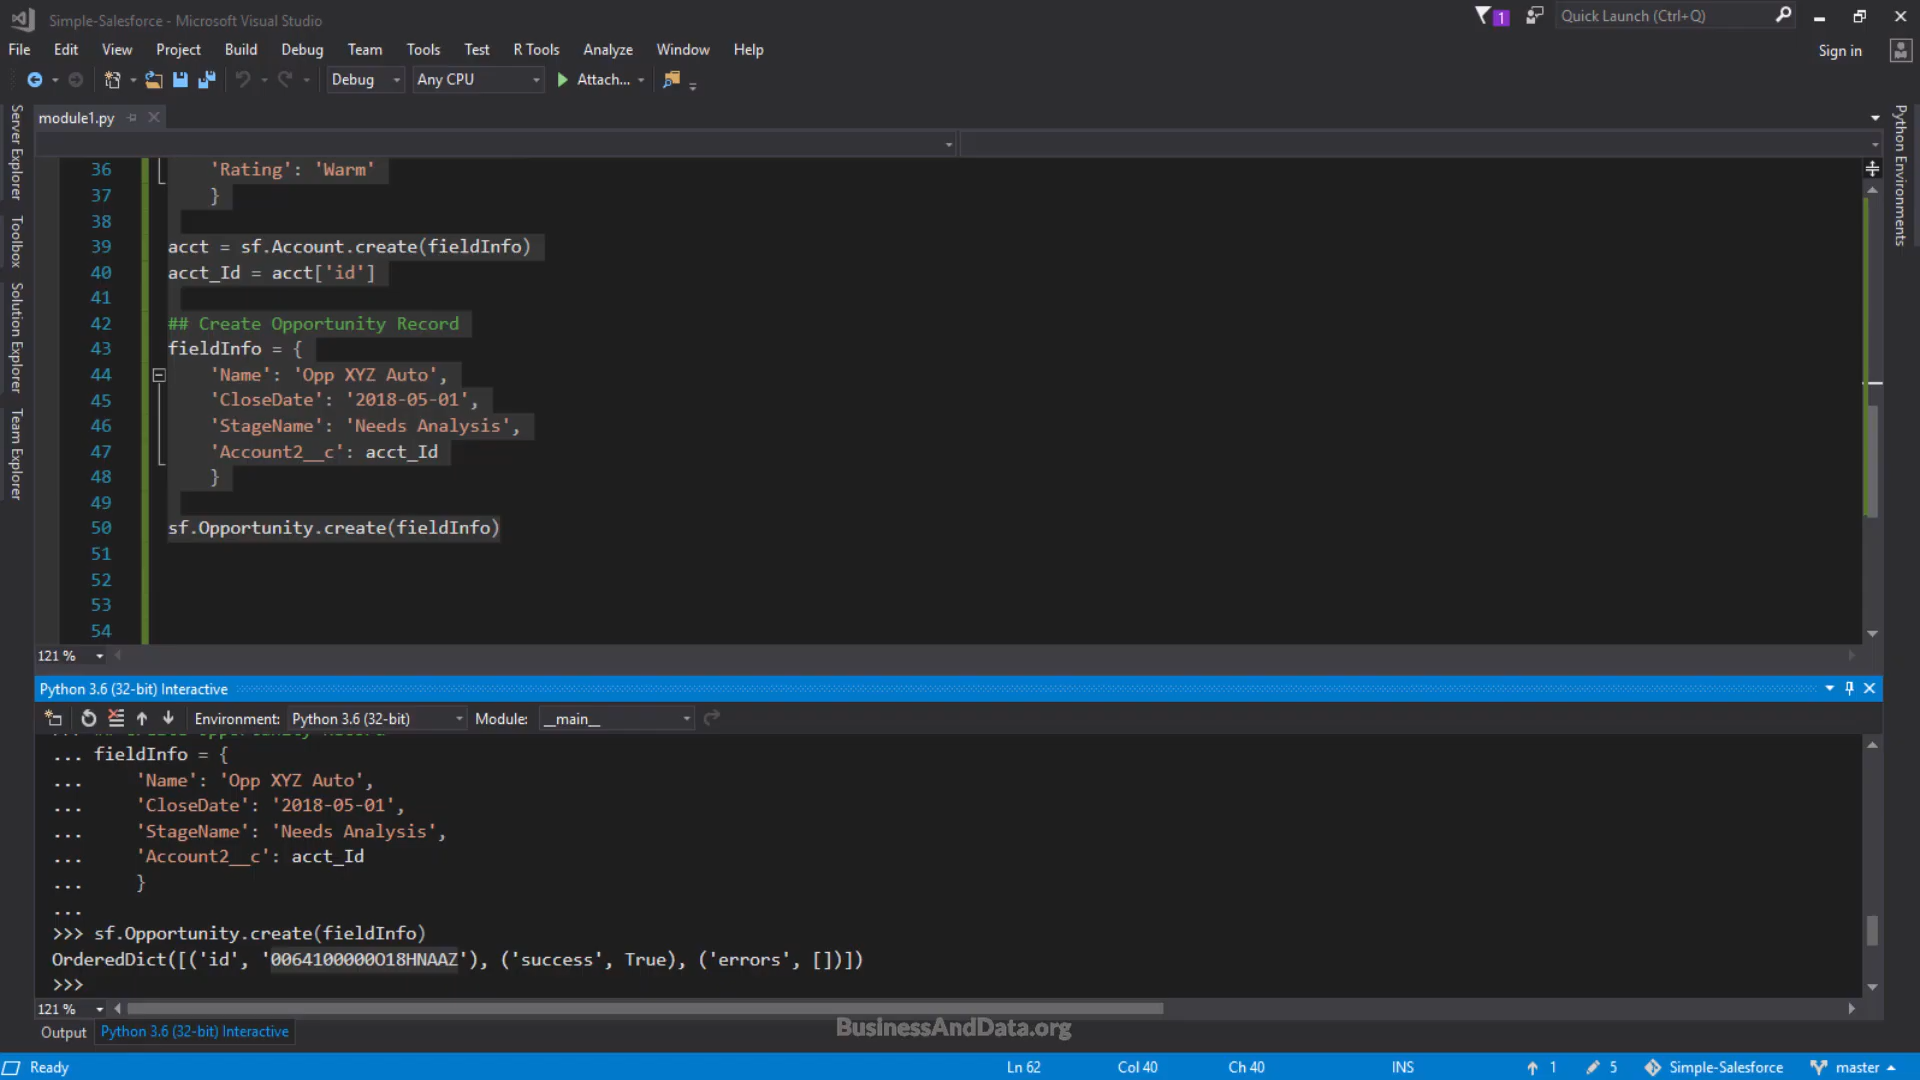 Simple-Salesforce - Microsoft Visual Studio
1
Quick Launch (Ctrl+Q)
File Edit View Project Build Debug Team Tools Test R Tools Analyze Window Help
Sign in
Debug Any CPU Attach...
Server Explorer
Toolbox
Solution Explorer
Team Explorer
Python Environments
module1.py
36 'Rating': 'Warm'
37 }
38
39 acct = sf.Account.create(fieldInfo)
40 acct_Id = acct['id']
41
42 ## Create Opportunity Record
43 fieldInfo = {
44 'Name': 'Opp XYZ Auto',
45 'CloseDate': '2018-05-01',
46 'StageName': 'Needs Analysis',
47 'Account2__c': acct_Id
48 }
49
50 sf.Opportunity.create(fieldInfo)
51
52
53
54
121 %
Python 3.6 (32-bit) Interactive
Environment: Python 3.6 (32-bit) Module: __main__
... ## Create Opportunity Record
... fieldInfo = {
... 'Name': 'Opp XYZ Auto',
... 'CloseDate': '2018-05-01',
... 'StageName': 'Needs Analysis',
... 'Account2__c': acct_Id
... }
...
>>> sf.Opportunity.create(fieldInfo)
OrderedDict([('id', '0064100000O18HNAAZ'), ('success', True), ('errors', [])])
>>>
121 %
Output Python 3.6 (32-bit) Interactive
BusinessAndData.org
Ready Ln 62 Col 40 Ch 40 INS 1 5 Simple-Salesforce master